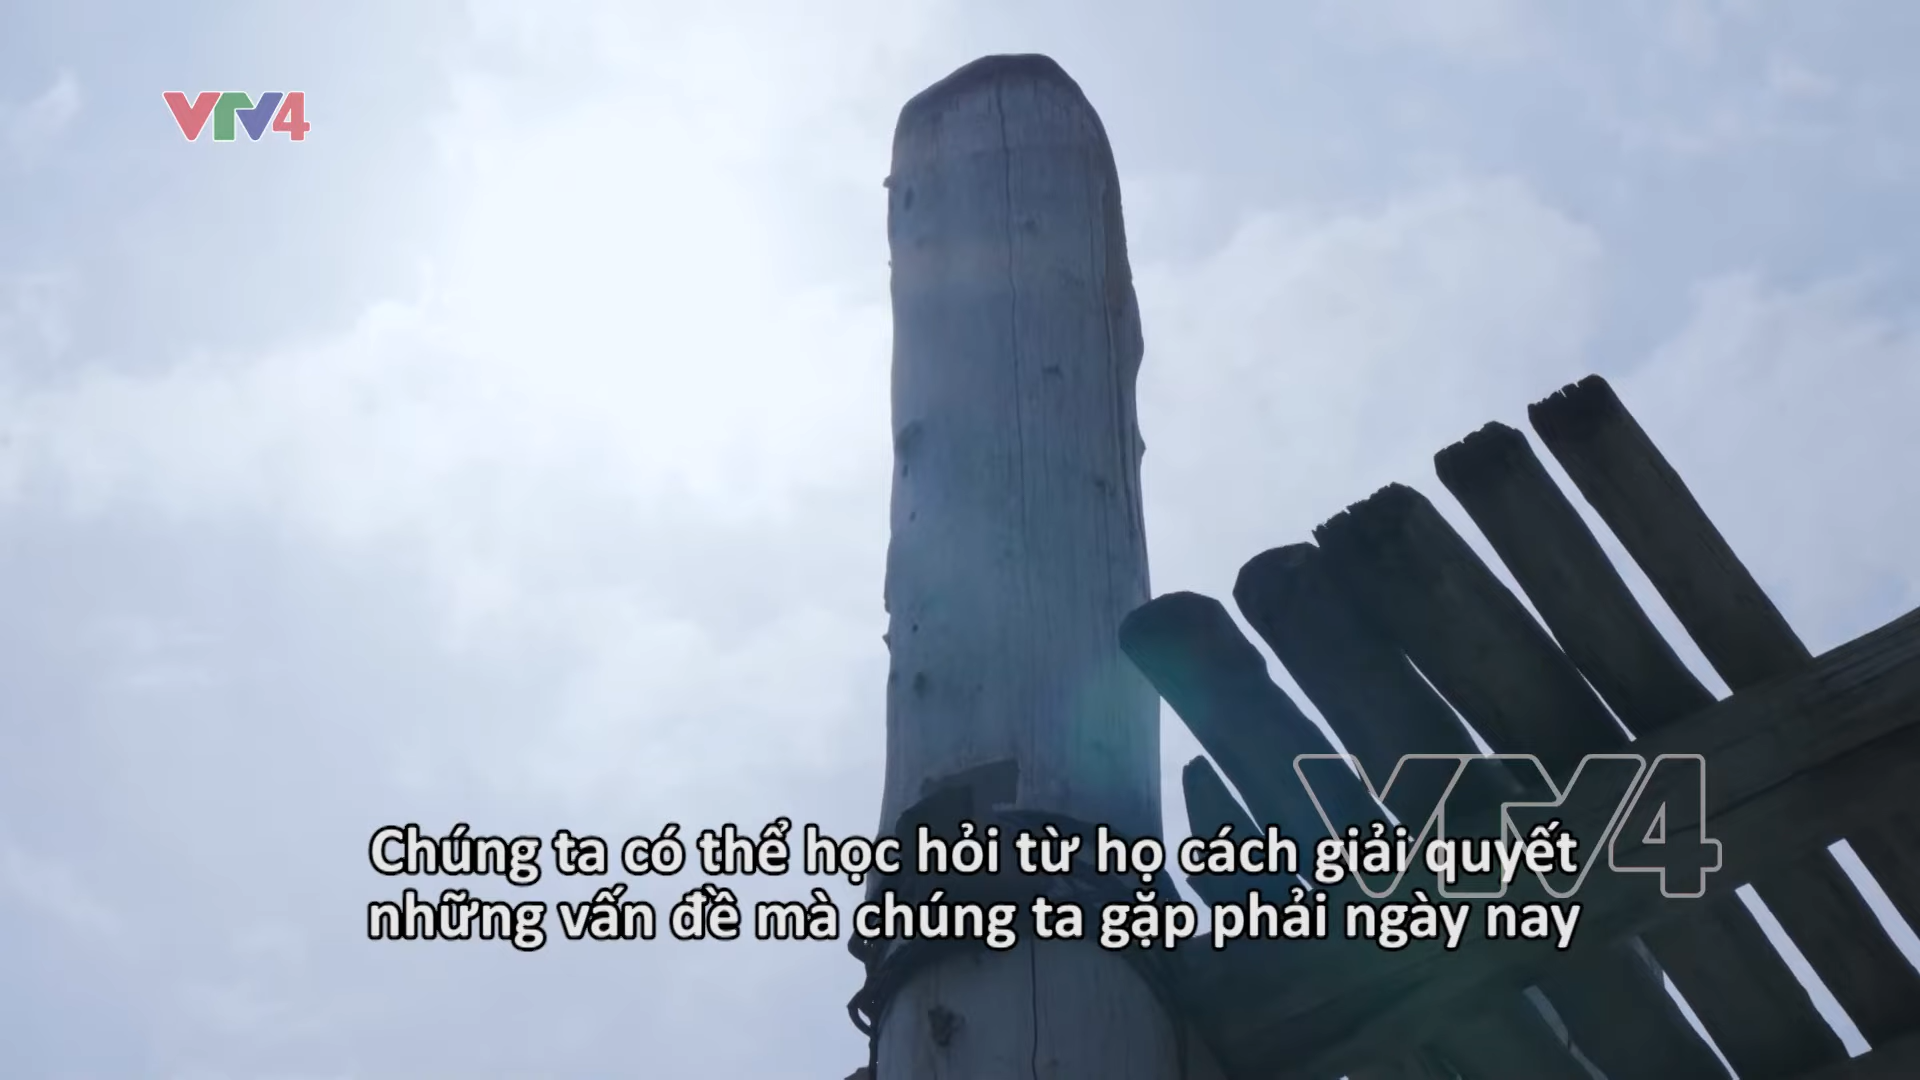 VTV4
VTV4
Chúng ta có thể học hỏi từ họ cách giải quyết
những vấn đề mà chúng ta gặp phải ngày nay